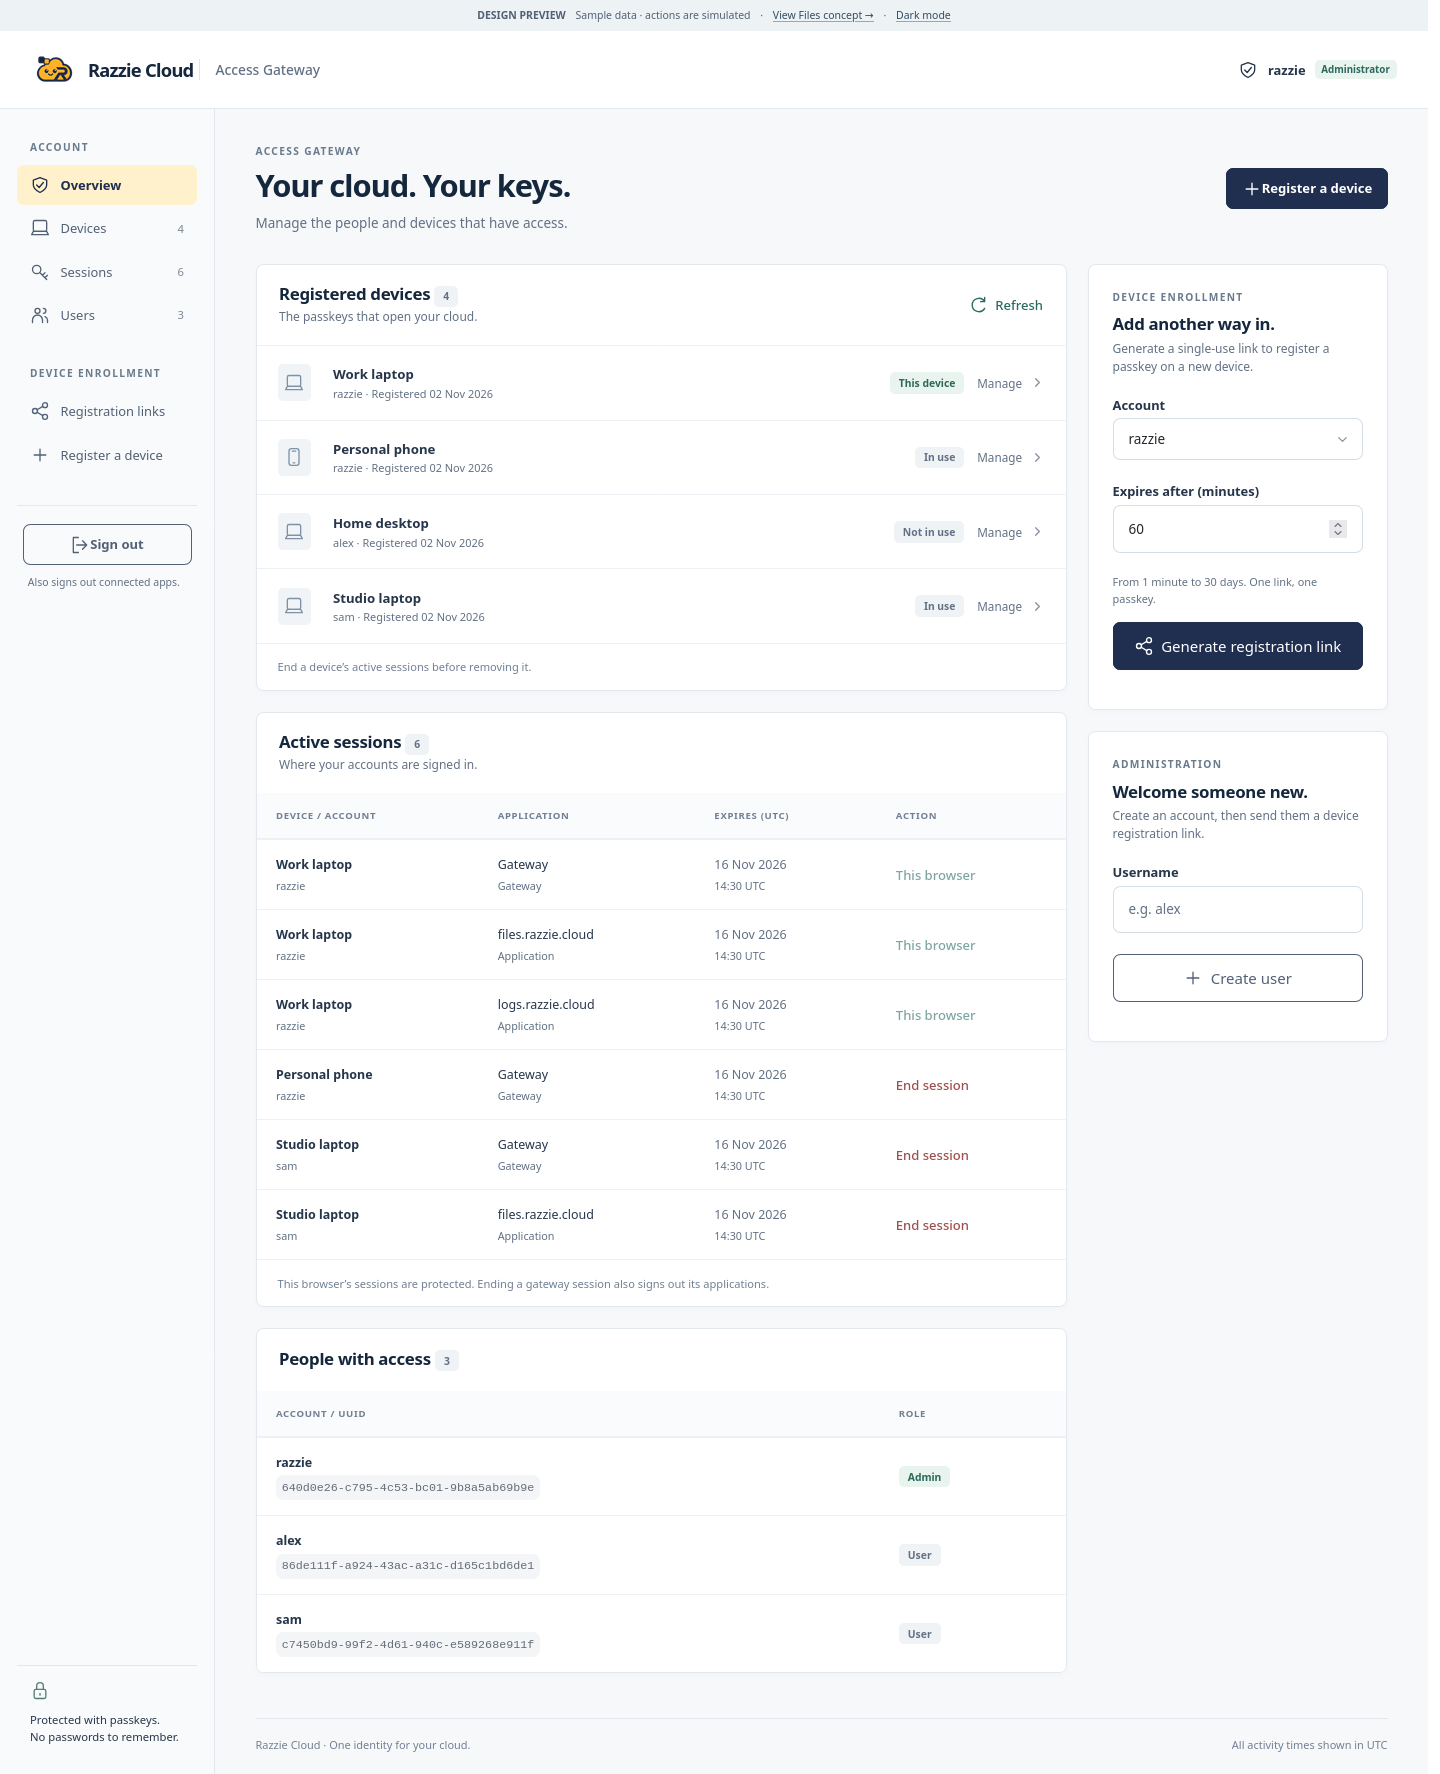 DESIGN PREVIEW Sample data · actions are simulated · View Files concept → · Dark mode
Razzie Cloud Access Gateway
razzie Administrator
ACCOUNT
Overview
Devices 4
Sessions 6
Users 3
DEVICE ENROLLMENT
Registration links
Register a device
Sign out
Also signs out connected apps.
Protected with passkeys.
No passwords to remember.
ACCESS GATEWAY
Your cloud. Your keys.
Manage the people and devices that have access.
Register a device
Registered devices 4
The passkeys that open your cloud.
Refresh
Work laptop
razzie · Registered 02 Nov 2026
This device Manage
Personal phone
razzie · Registered 02 Nov 2026
In use Manage
Home desktop
alex · Registered 02 Nov 2026
Not in use Manage
Studio laptop
sam · Registered 02 Nov 2026
In use Manage
End a device's active sessions before removing it.
Active sessions 6
Where your accounts are signed in.
DEVICE / ACCOUNT APPLICATION EXPIRES (UTC) ACTION
Work laptop Gateway 16 Nov 2026
razzie Gateway 14:30 UTC
This browser
Work laptop files.razzie.cloud 16 Nov 2026
razzie Application 14:30 UTC
This browser
Work laptop logs.razzie.cloud 16 Nov 2026
razzie Application 14:30 UTC
This browser
Personal phone Gateway 16 Nov 2026
razzie Gateway 14:30 UTC
End session
Studio laptop Gateway 16 Nov 2026
sam Gateway 14:30 UTC
End session
Studio laptop files.razzie.cloud 16 Nov 2026
sam Application 14:30 UTC
End session
This browser's sessions are protected. Ending a gateway session also signs out its applications.
People with access 3
ACCOUNT / UUID ROLE
razzie
640d0e26-c795-4c53-bc01-9b8a5ab69b9e
Admin
alex
86de111f-a924-43ac-a31c-d165c1bd6de1
User
sam
c7450bd9-99f2-4d61-940c-e589268e911f
User
DEVICE ENROLLMENT
Add another way in.
Generate a single-use link to register a
passkey on a new device.
Account
razzie
Expires after (minutes)
60
From 1 minute to 30 days. One link, one
passkey.
Generate registration link
ADMINISTRATION
Welcome someone new.
Create an account, then send them a device
registration link.
Username
e.g. alex
Create user
Razzie Cloud · One identity for your cloud.
All activity times shown in UTC